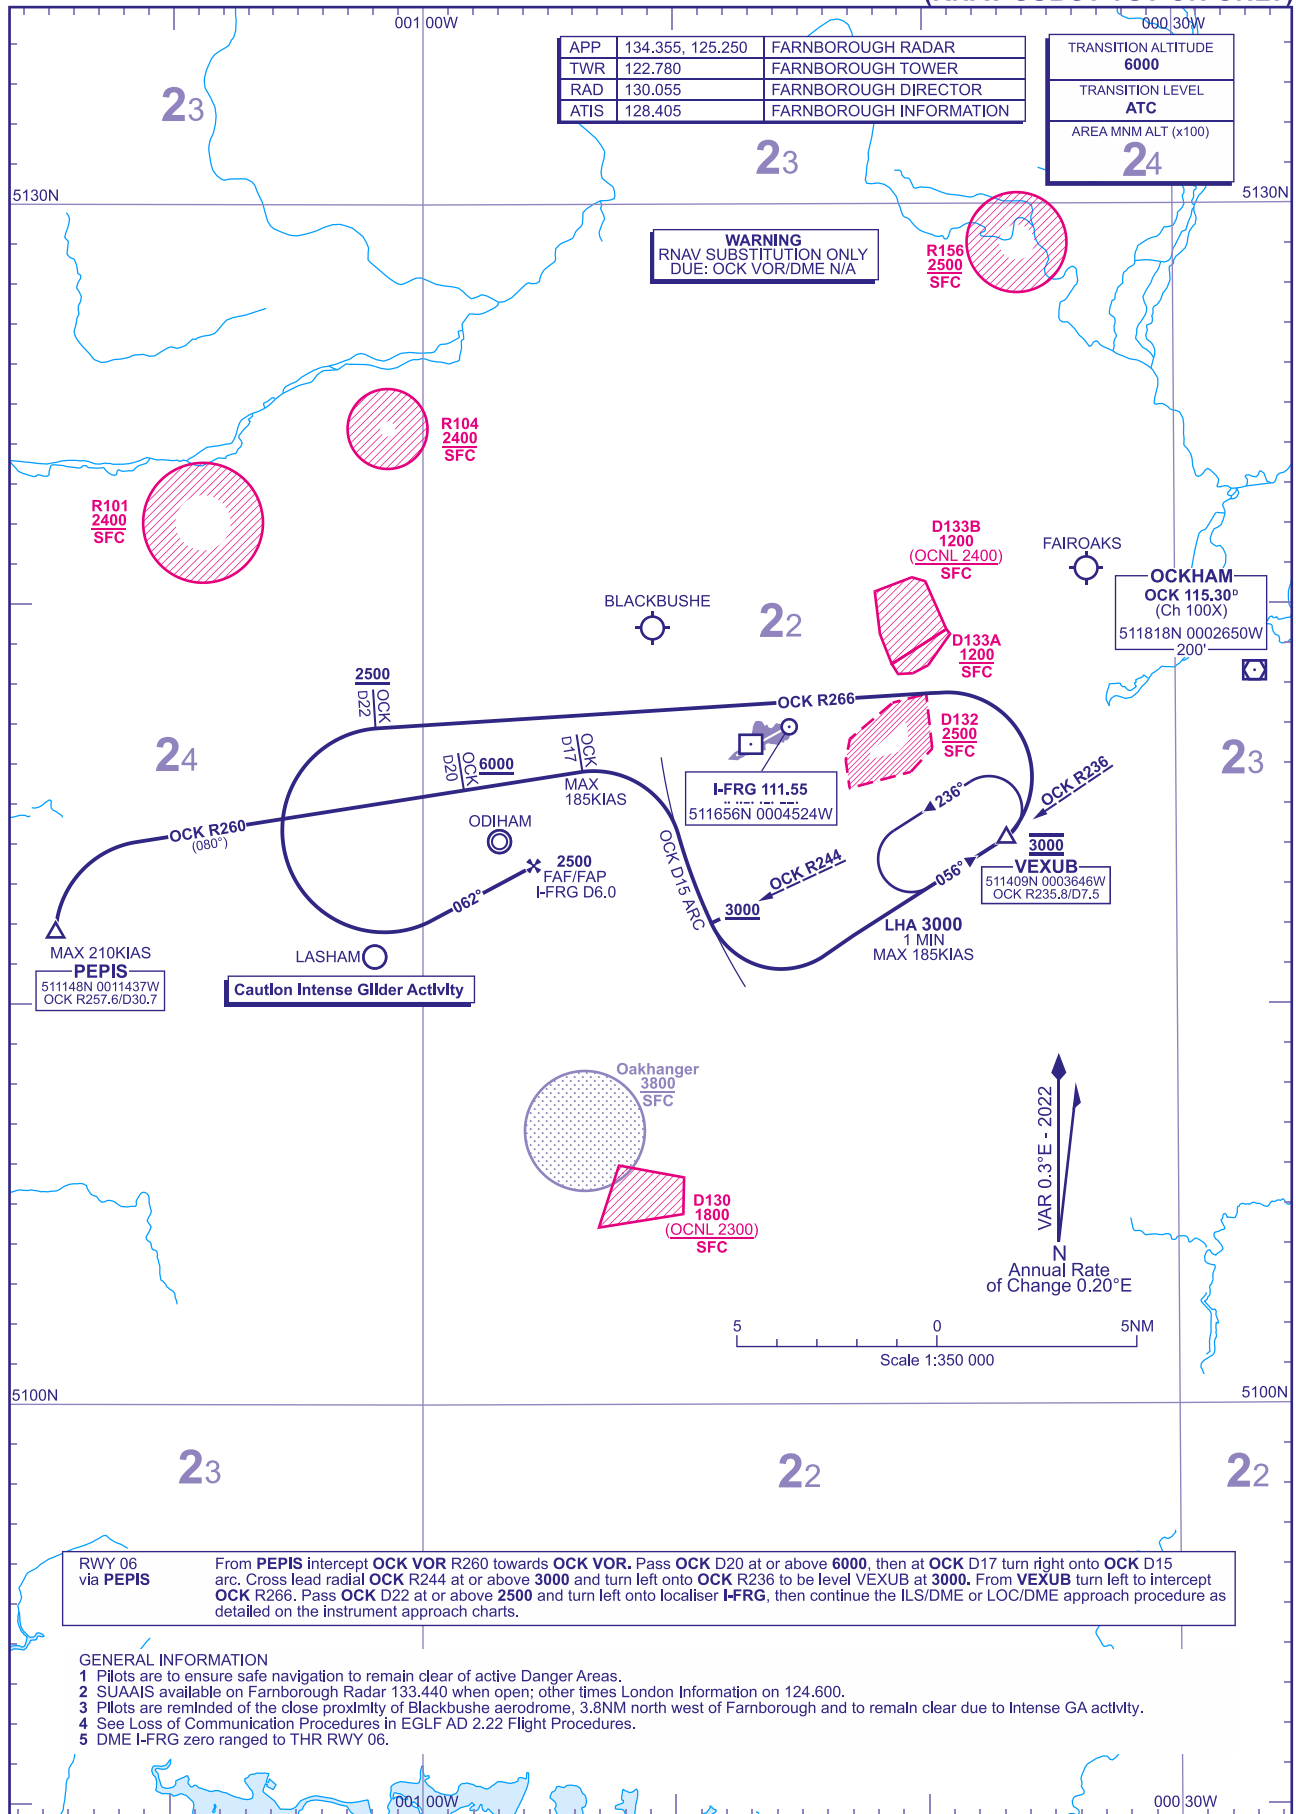 001 00W
000 30W
APP 134.355, 125.250 FARNBOROUGH RADAR
TWR 122.780 FARNBOROUGH TOWER
RAD 130.055 FARNBOROUGH DIRECTOR
ATIS 128.405 FARNBOROUGH INFORMATION
TRANSITION ALTITUDE
6000
TRANSITION LEVEL
ATC
AREA MNM ALT (x100)
24
23
23
5130N
5130N
WARNING
RNAV SUBSTITUTION ONLY
DUE: OCK VOR/DME N/A
R156
2500
SFC
R104
2400
SFC
R101
2400
SFC
D133B
1200
(OCNL 2400)
SFC
FAIROAKS
OCKHAM
OCK 115.30D
(Ch 100X)
511818N 0002650W
200'
BLACKBUSHE
22
D133A
1200
SFC
2500
OCK
D22
OCK R266
D132
2500
SFC
24
23
OCK
D20
6000
OCK
D17
MAX
185KIAS
I-FRG 111.55
511656N 0004524W
OCK R236
236°
OCK R260
(080°)
ODIHAM
2500
FAF/FAP
I-FRG D6.0
062°
OCK D15 ARC
OCK R244
3000
056°
3000
VEXUB
511409N 0003646W
OCK R235.8/D7.5
LHA 3000
1 MIN
MAX 185KIAS
MAX 210KIAS
PEPIS
511148N 0011437W
OCK R257.6/D30.7
LASHAM
Caution Intense Glider Activity
Oakhanger
3800
SFC
D130
1800
(OCNL 2300)
SFC
VAR 0.3°E - 2022
N
Annual Rate
of Change 0.20°E
5 0 5NM
Scale 1:350 000
5100N
5100N
23
22
22
RWY 06
via PEPIS
From PEPIS intercept OCK VOR R260 towards OCK VOR. Pass OCK D20 at or above 6000, then at OCK D17 turn right onto OCK D15
arc. Cross lead radial OCK R244 at or above 3000 and turn left onto OCK R236 to be level VEXUB at 3000. From VEXUB turn left to intercept
OCK R266. Pass OCK D22 at or above 2500 and turn left onto localiser I-FRG, then continue the ILS/DME or LOC/DME approach procedure as
detailed on the instrument approach charts.
GENERAL INFORMATION
1 Pilots are to ensure safe navigation to remain clear of active Danger Areas.
2 SUAAIS available on Farnborough Radar 133.440 when open; other times London Information on 124.600.
3 Pilots are reminded of the close proximity of Blackbushe aerodrome, 3.8NM north west of Farnborough and to remain clear due to intense GA activity.
4 See Loss of Communication Procedures in EGLF AD 2.22 Flight Procedures.
5 DME I-FRG zero ranged to THR RWY 06.
001 00W
000 30W